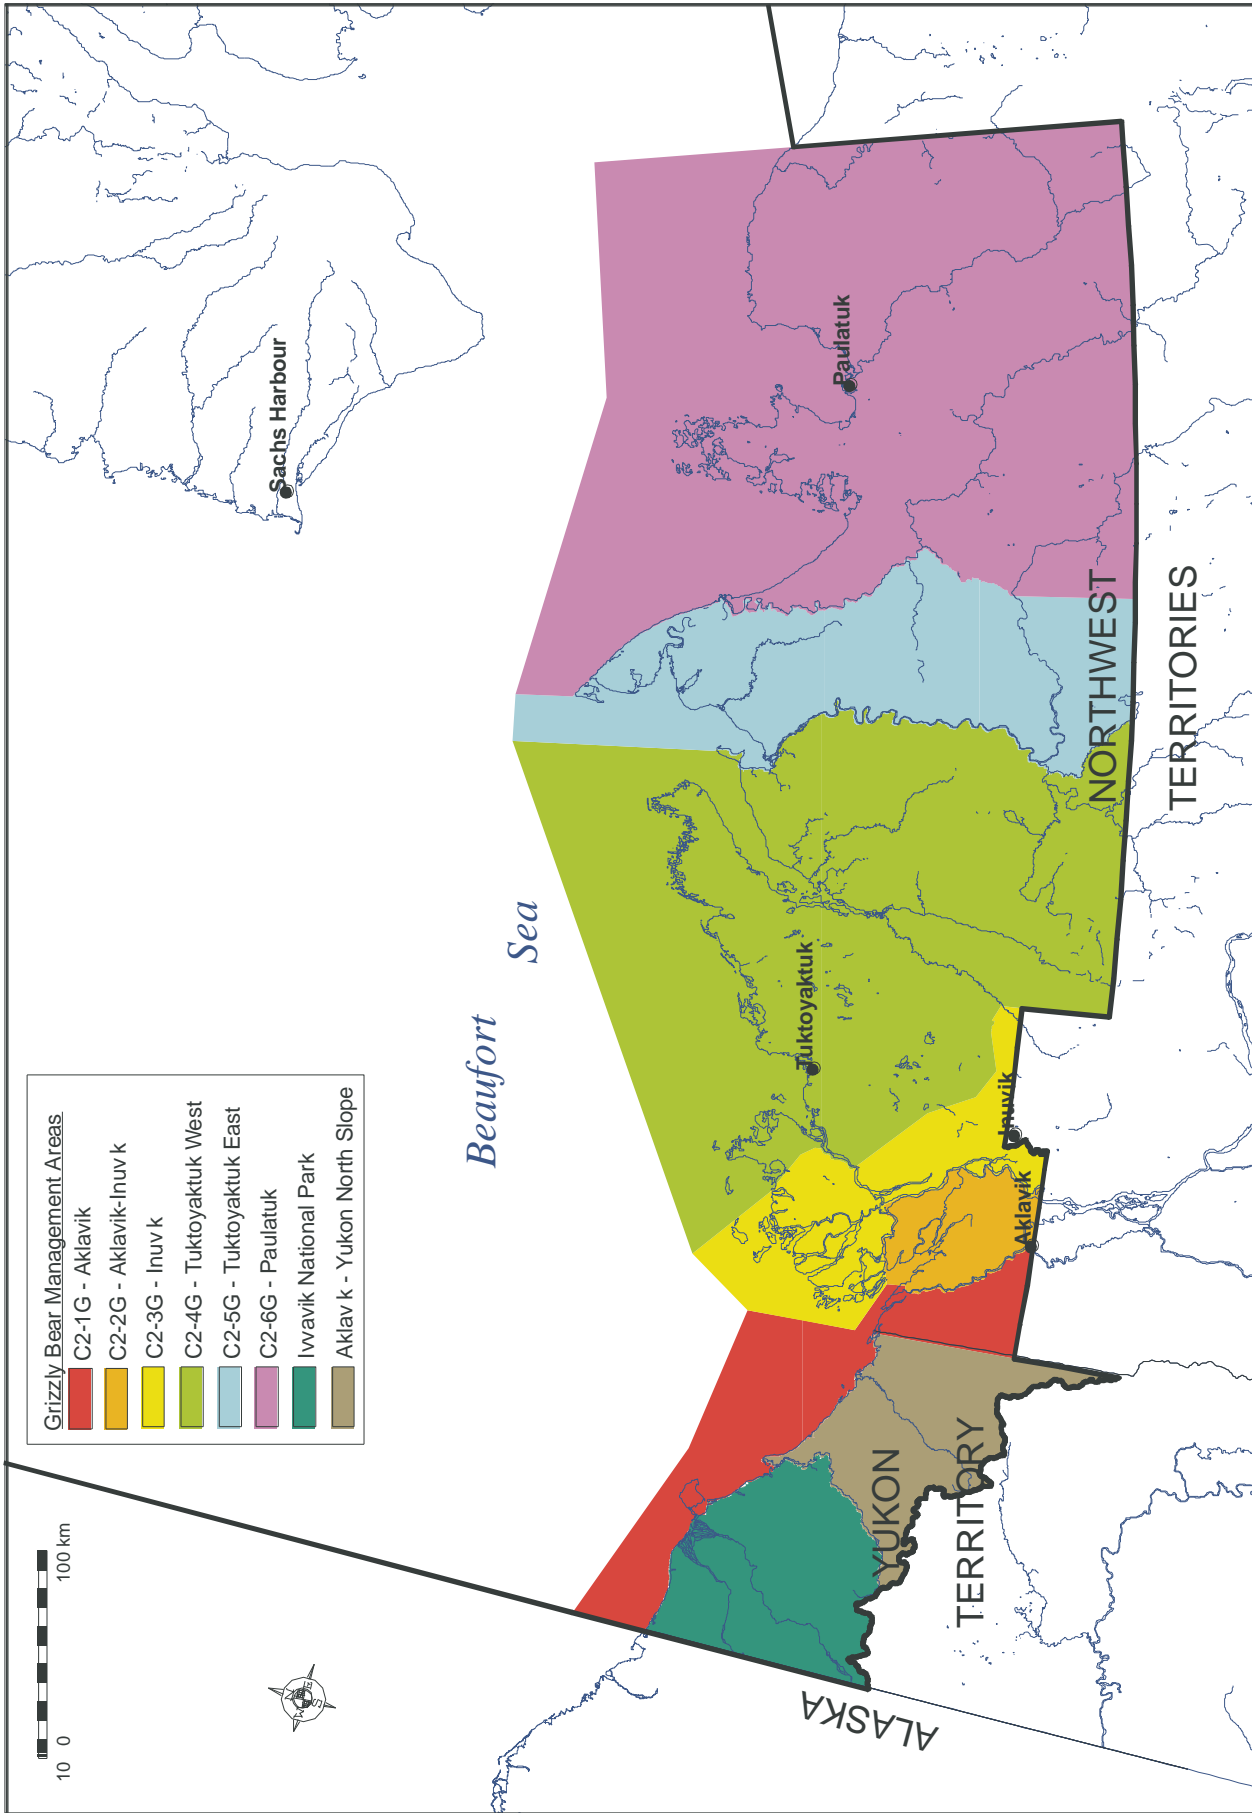 Grizzly Bear Management Areas
C2-1G - Aklavik
C2-2G - Aklavik-Inuv k
C2-3G - Inuv k
C2-4G - Tuktoyaktuk West
C2-5G - Tuktoyaktuk East
C2-6G - Paulatuk
Ivvavik National Park
Aklav k - Yukon North Slope
10 0 100 km
N
E
S
W
Sachs Harbour
Beaufort Sea
Paulatuk
Tuktoyaktuk
Inuvik
Aklavik
ALASKA
YUKON
TERRITORY
NORTHWEST
TERRITORIES